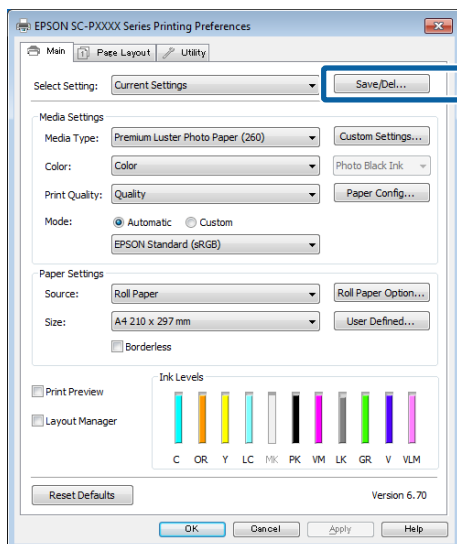 EPSON SC-PXXXX Series Printing Preferences
Main Page Layout Utility
Select Setting: Current Settings Save/Del...
Media Settings
Media Type: Premium Luster Photo Paper (260) Custom Settings...
Color: Color Photo Black Ink
Print Quality: Quality Paper Config...
Mode: Automatic Custom
EPSON Standard (sRGB)
Paper Settings
Source: Roll Paper Roll Paper Option...
Size: A4 210 x 297 mm User Defined...
Borderless
Ink Levels
Print Preview
Layout Manager
C OR Y LC MK PK VM LK GR V VLM
Reset Defaults Version 6.70
OK Cancel Apply Help